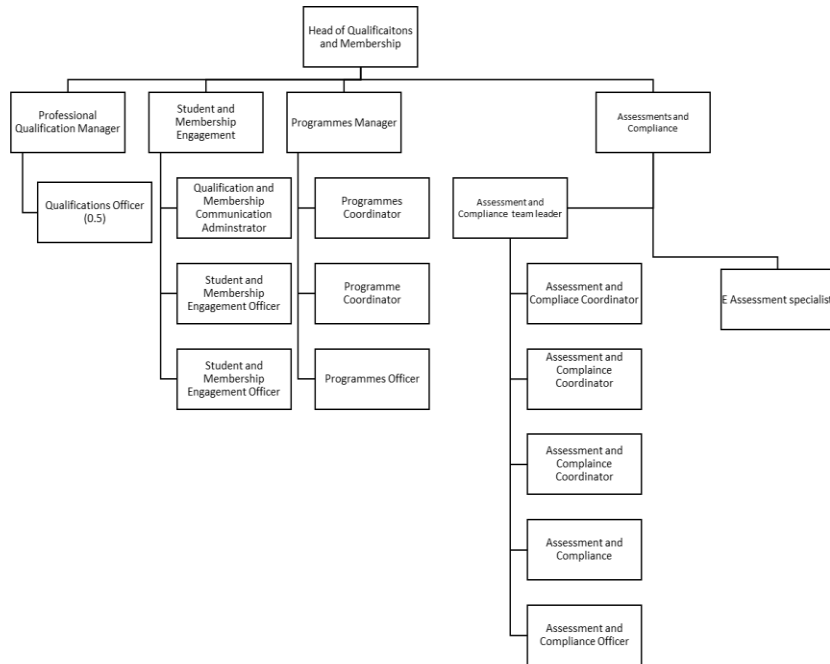 Head of Qualificaitons
and Membership
Professional
Qualification Manager
Student and
Membership
Engagement
Programmes Manager
Assessments and
Compliance
Qualifications Officer
(0.5)
Qualification and
Membership
Communication
Adminstrator
Programmes
Coordinator
Assessment and
Compliance team leader
Student and
Membership
Engagement Officer
Programme
Coordinator
Assessment and
Compliace Coordinator
E Assessment specialist
Student and
Membership
Engagement Officer
Programmes Officer
Assessment and
Complaince
Coordinator
Assessment and
Complaince
Coordinator
Assessment and
Compliance
Assessment and
Compliance Officer